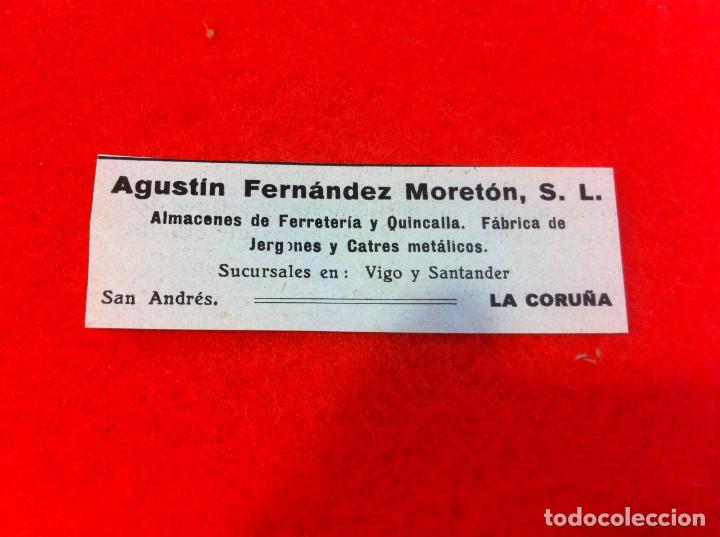 Agustín Fernández Moretón, S. L.
Almacenes de Ferretería y Quincalla. Fábrica de
Jergones y Catres metálicos.
Sucursales en: Vigo y Santander
San Andrés. LA CORUÑA
todocoleccion